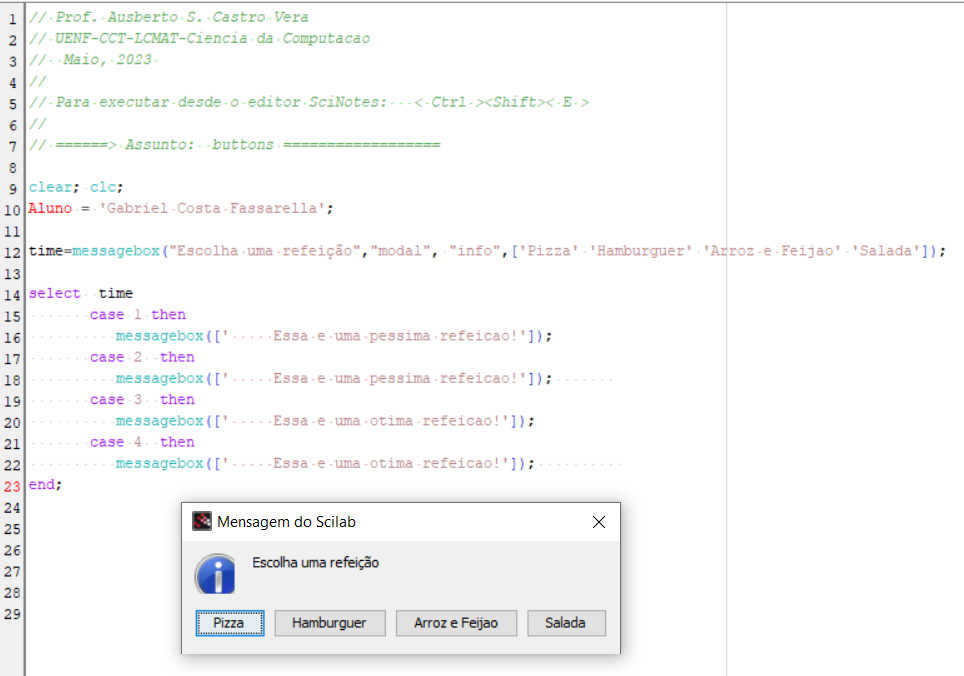 1 // Prof. Ausberto S. Castro Vera
2 // UENF-CCT-LCMAT-Ciencia da Computacao
3 // Maio, 2023
4 //
5 // Para executar desde o editor SciNotes: < Ctrl ><Shift>< E >
6 //
7 // ======> Assunto: buttons ==================
8
9 clear; clc;
10 Aluno = 'Gabriel Costa Fassarella';
11
12 time=messagebox("Escolha uma refeição","modal", "info",['Pizza' 'Hamburguer' 'Arroz e Feijao' 'Salada']);
13
14 select time
15 case 1 then
16 messagebox(['     Essa e uma pessima refeicao!']);
17 case 2 then
18 messagebox(['     Essa e uma pessima refeicao!']);
19 case 3 then
20 messagebox(['     Essa e uma otima refeicao!']);
21 case 4 then
22 messagebox(['     Essa e uma otima refeicao!']);
23 end;
24
25
26
27
28
29
Mensagem do Scilab
Escolha uma refeição
Pizza Hamburguer Arroz e Feijao Salada